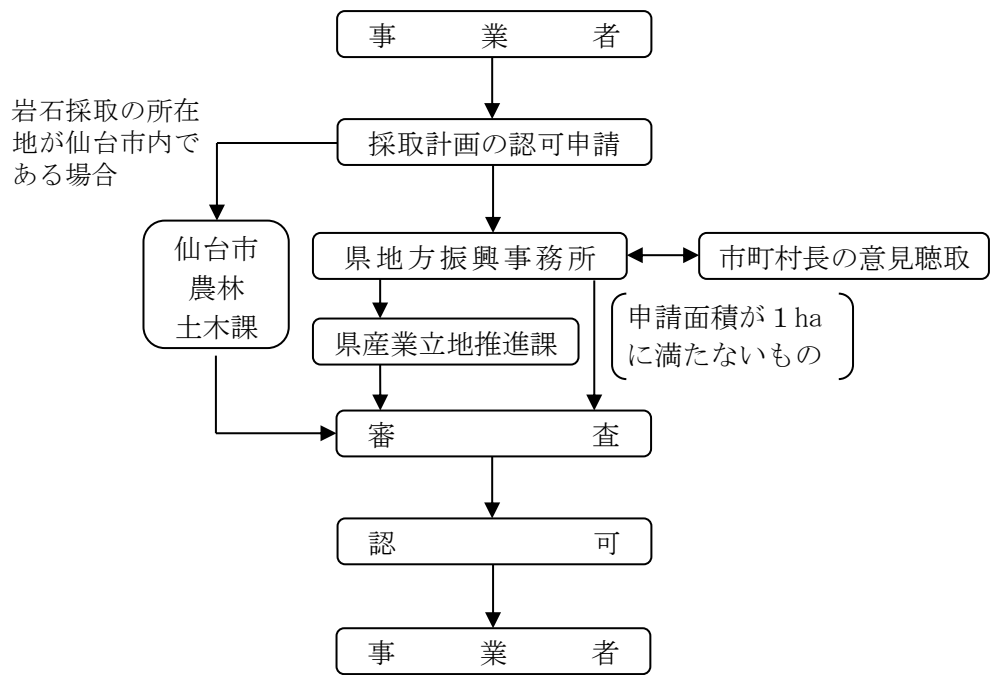 事業者
岩石採取の所在
地が仙台市内で
ある場合
採取計画の認可申請
仙台市
農林
土木課
県地方振興事務所
市町村長の意見聴取
県産業立地推進課
申請面積が１ha
に満たないもの
審査
認可
事業者